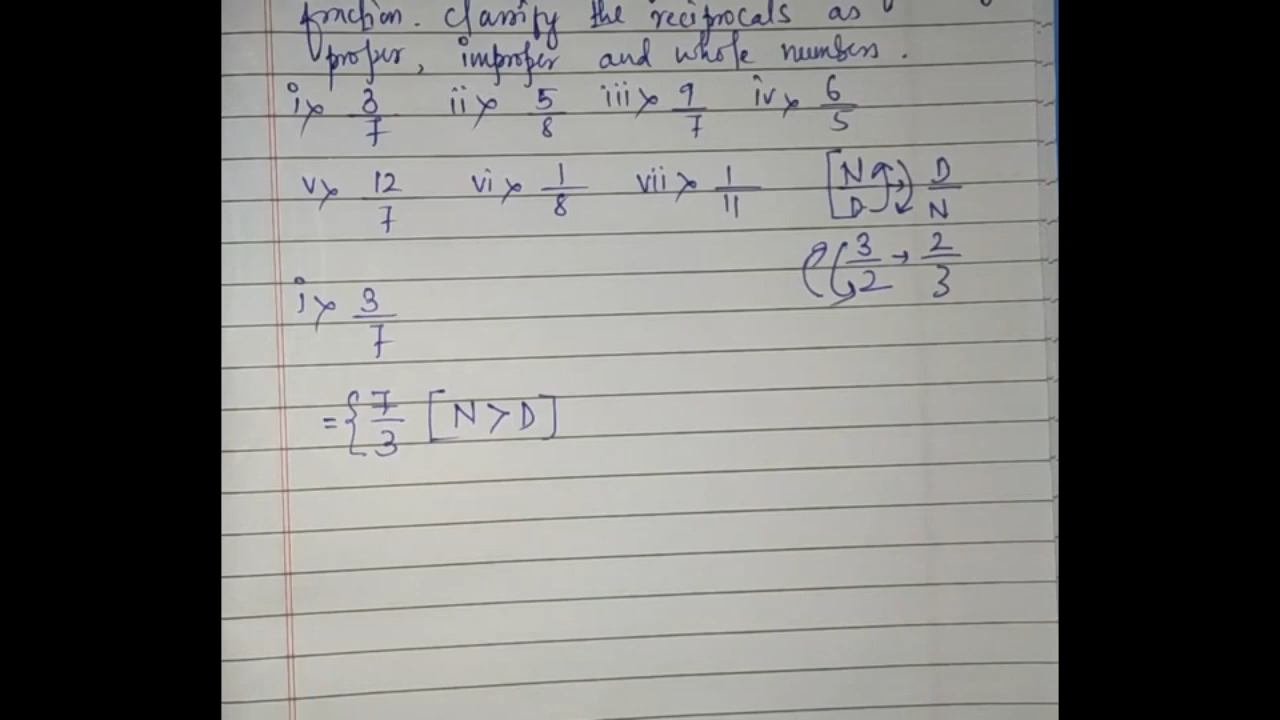 fraction. Classify the reciprocals as
proper, improper and whole numbers.
i> 3/7 ii> 5/8 iii> 9/7 iv> 6/5
v> 12/7 vi> 1/8 vii> 1/11 [N/D → D/N
3/2 → 2/3
i> 3/7
= { 7/3 [N > D]